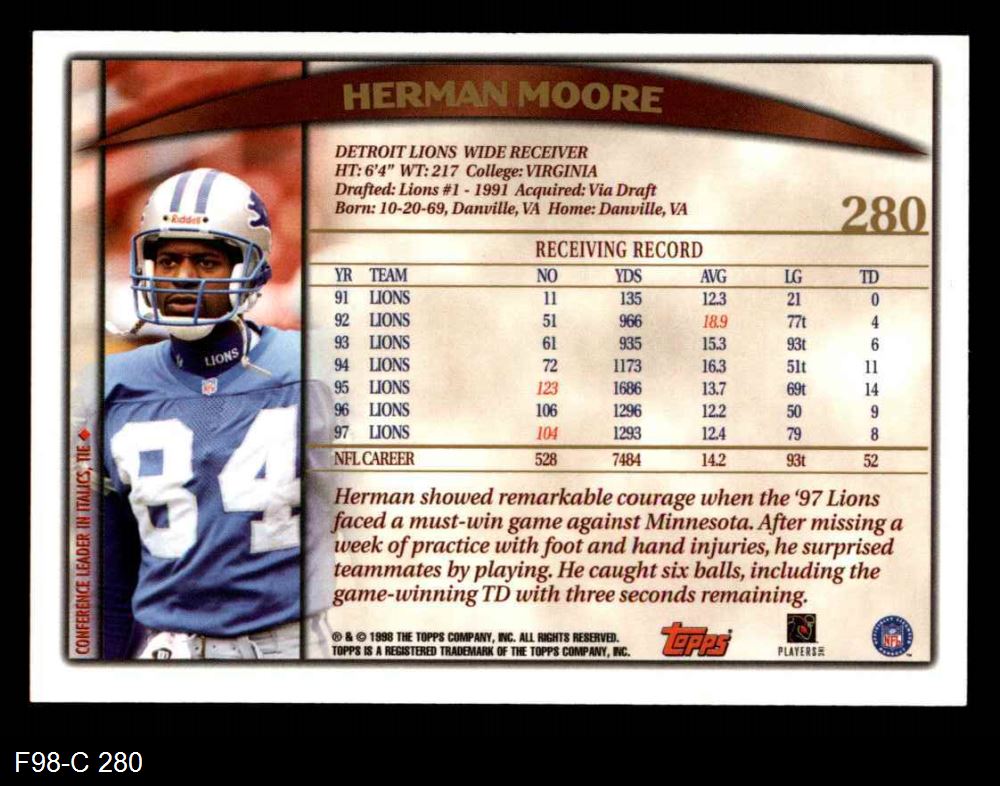 HERMAN MOORE
DETROIT LIONS WIDE RECEIVER
HT: 6'4" WT: 217 College: VIRGINIA
Drafted: Lions #1 - 1991 Acquired: Via Draft
Born: 10-20-69, Danville, VA Home: Danville, VA
280
RECEIVING RECORD
YR TEAM NO YDS AVG LG TD
91 LIONS 11 135 12.3 21 0
92 LIONS 51 966 18.9 77t 4
93 LIONS 61 935 15.3 93t 6
94 LIONS 72 1173 16.3 51t 11
95 LIONS 123 1686 13.7 69t 14
96 LIONS 106 1296 12.2 50 9
97 LIONS 104 1293 12.4 79 8
NFL CAREER 528 7484 14.2 93t 52
Herman showed remarkable courage when the '97 Lions
faced a must-win game against Minnesota. After missing a
week of practice with foot and hand injuries, he surprised
teammates by playing. He caught six balls, including the
game-winning TD with three seconds remaining.
® & © 1998 THE TOPPS COMPANY, INC. ALL RIGHTS RESERVED.
TOPPS IS A REGISTERED TRADEMARK OF THE TOPPS COMPANY, INC.
Topps
PLAYERS
NFL
CONFERENCE LEADER IN ITALICS, TIE ◆
Riddell
LIONS
NFL
84
F98-C 280